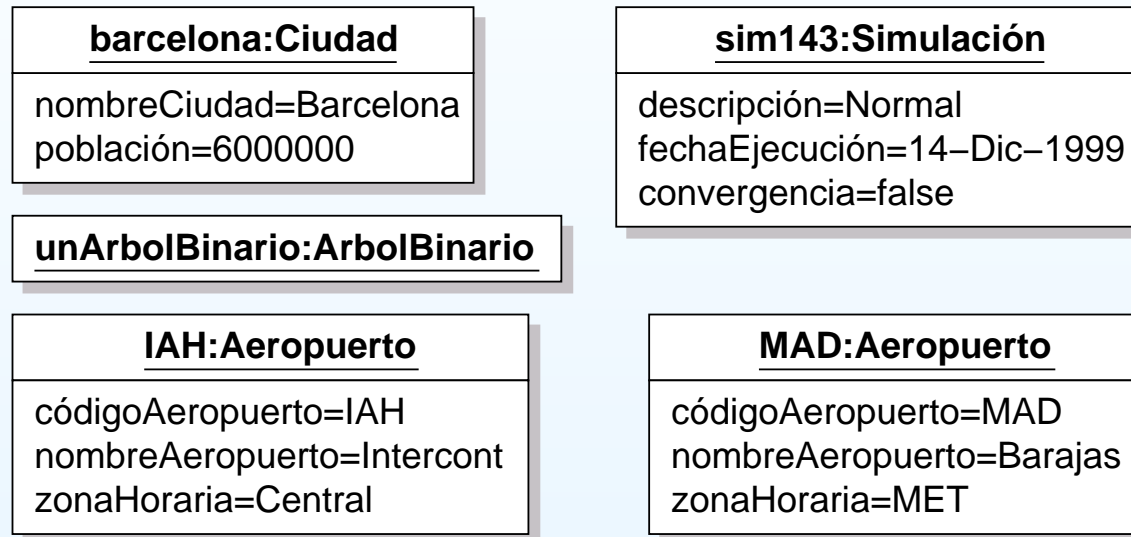 barcelona:Ciudad
nombreCiudad=Barcelona
población=6000000
sim143:Simulación
descripción=Normal
fechaEjecución=14−Dic−1999
convergencia=false
unArbolBinario:ArbolBinario
IAH:Aeropuerto
códigoAeropuerto=IAH
nombreAeropuerto=Intercont
zonaHoraria=Central
MAD:Aeropuerto
códigoAeropuerto=MAD
nombreAeropuerto=Barajas
zonaHoraria=MET